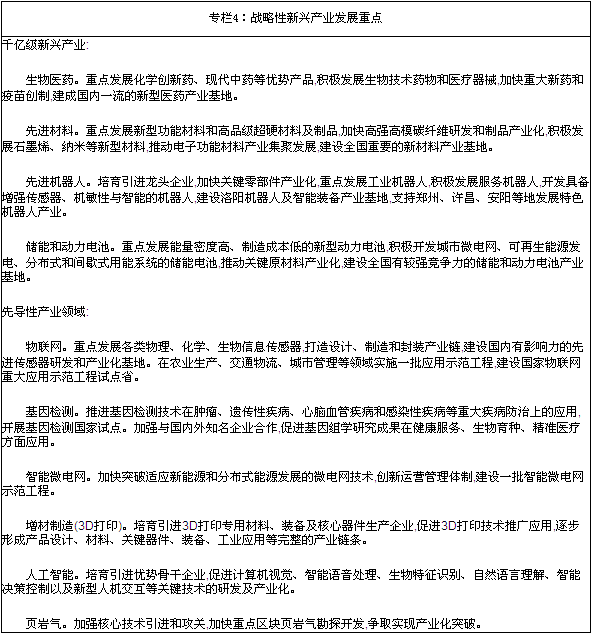 专栏4：战略性新兴产业发展重点
千亿级新兴产业:
生物医药。重点发展化学创新药、现代中药等优势产品,积极发展生物技术药物和医疗器械,加快重大新药和
疫苗创制,建成国内一流的新型医药产业基地。
先进材料。重点发展新型功能材料和高品级超硬材料及制品,加快高强高模碳纤维研发和制品产业化,积极发
展石墨烯、纳米等新型材料,推动电子功能材料产业集聚发展,建设全国重要的新材料产业基地。
先进机器人。培育引进龙头企业,加快关键零部件产业化,重点发展工业机器人,积极发展服务机器人,开发具备
增强传感器、机敏性与智能的机器人,建设洛阳机器人及智能装备产业基地,支持郑州、许昌、安阳等地发展特色
机器人产业。
储能和动力电池。重点发展能量密度高、制造成本低的新型动力电池,积极开发城市微电网、可再生能源发
电、分布式和间歇式用能系统的储能电池,推动关键原材料产业化,建设全国有较强竞争力的储能和动力电池产业
基地。
先导性产业领域:
物联网。重点发展各类物理、化学、生物信息传感器,打造设计、制造和封装产业链,建设国内有影响力的先
进传感器研发和产业化基地。在农业生产、交通物流、城市管理等领域实施一批应用示范工程,建设国家物联网
重大应用示范工程试点省。
基因检测。推进基因检测技术在肿瘤、遗传性疾病、心脑血管疾病和感染性疾病等重大疾病防治上的应用,
开展基因检测国家试点。加强与国内外知名企业合作,促进基因组学研究成果在健康服务、生物育种、精准医疗
方面应用。
智能微电网。加快突破适应新能源和分布式能源发展的微电网技术,创新运营管理体制,建设一批智能微电网
示范工程。
增材制造(3D打印)。培育引进3D打印专用材料、装备及核心器件生产企业,促进3D打印技术推广应用,逐步
形成产品设计、材料、关键器件、装备、工业应用等完整的产业链条。
人工智能。培育引进优势骨干企业,促进计算机视觉、智能语音处理、生物特征识别、自然语言理解、智能
决策控制以及新型人机交互等关键技术的研发及产业化。
页岩气。加强核心技术引进和攻关,加快重点区块页岩气勘探开发,争取实现产业化突破。